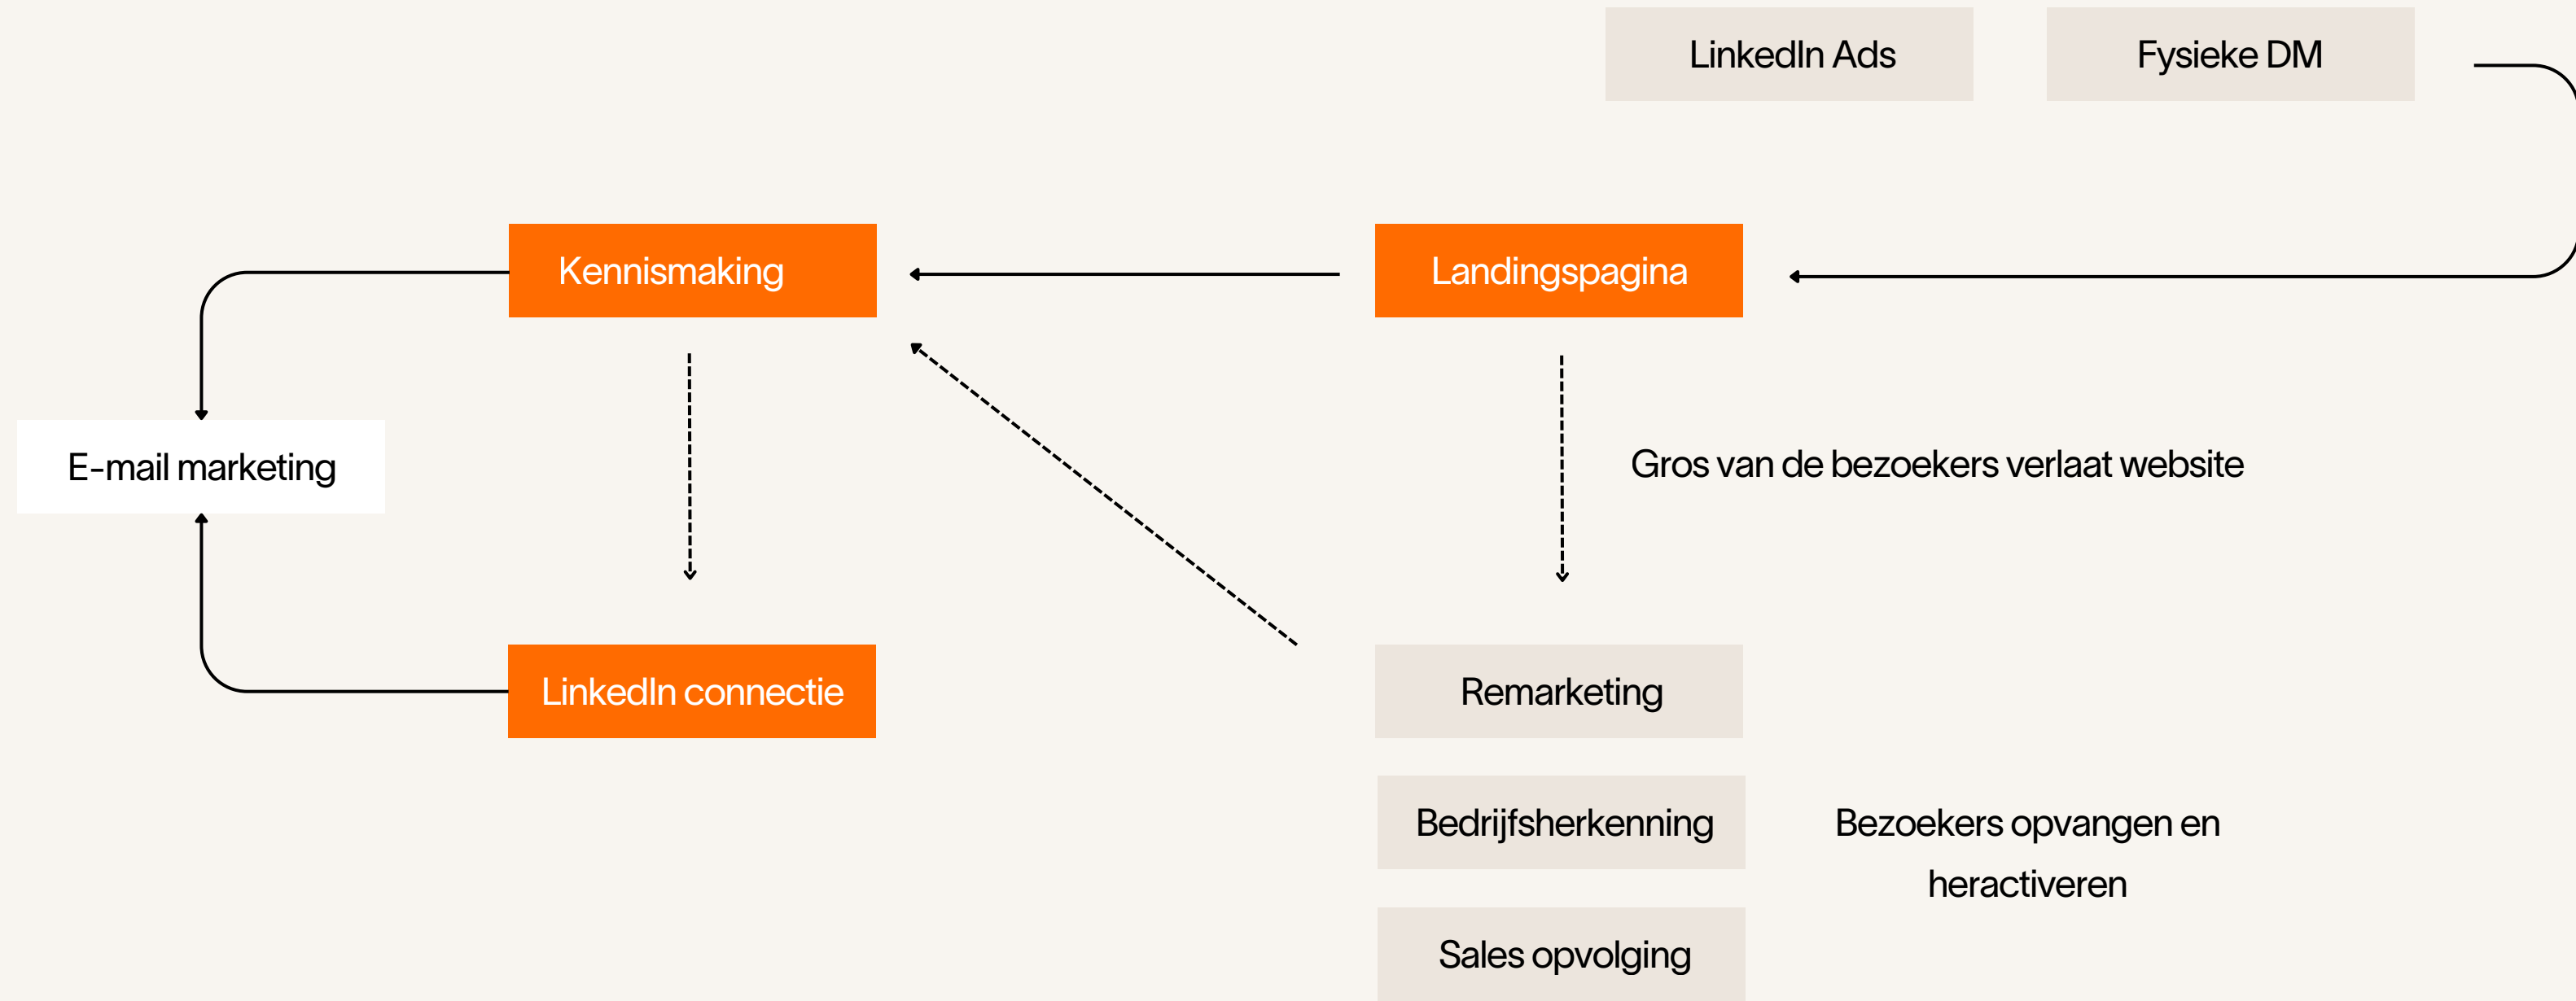 LinkedIn Ads
Fysieke DM
Kennismaking
Landingspagina
E-mail marketing
Gros van de bezoekers verlaat website
LinkedIn connectie
Remarketing
Bedrijfsherkenning
Bezoekers opvangen en
heractiveren
Sales opvolging